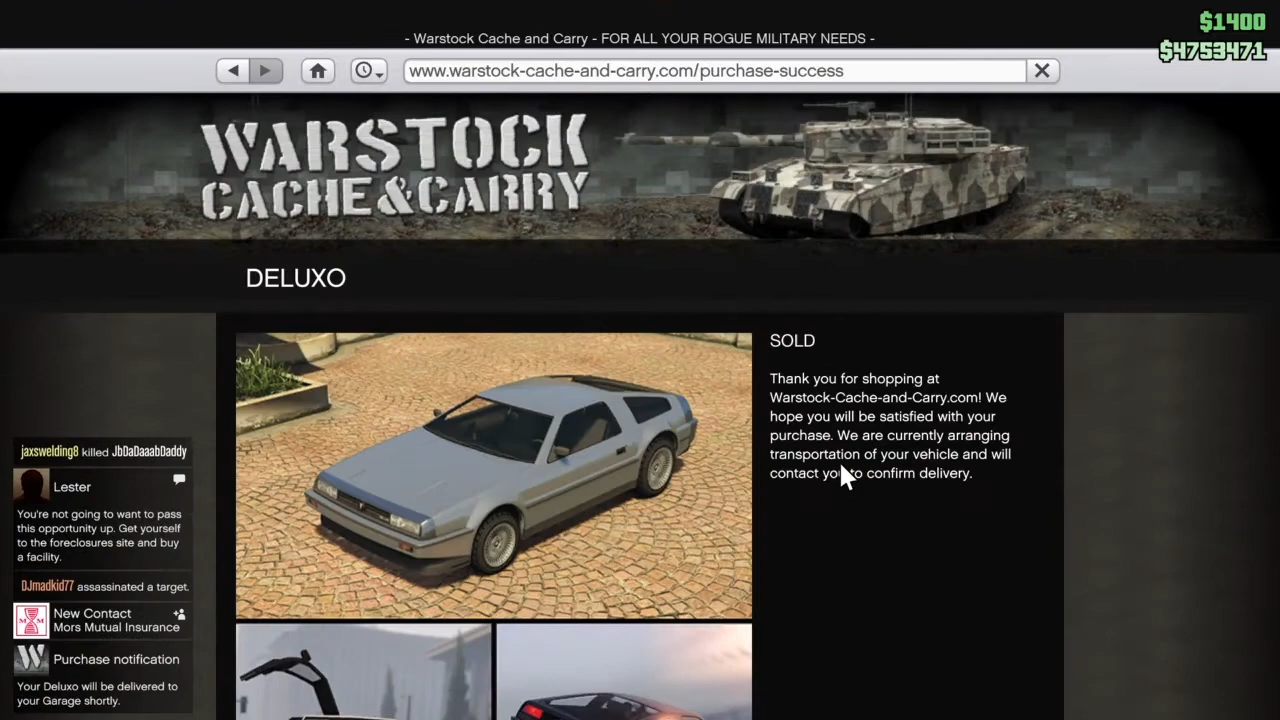 $1400
$4753471
- Warstock Cache and Carry - FOR ALL YOUR ROGUE MILITARY NEEDS -
www.warstock-cache-and-carry.com/purchase-success
WARSTOCK
CACHE&CARRY
DELUXO
SOLD
Thank you for shopping at
Warstock-Cache-and-Carry.com! We
hope you will be satisfied with your
purchase. We are currently arranging
transportation of your vehicle and will
contact you to confirm delivery.
jaxswelding8 killed JbDaDaaabDaddy
Lester
You're not going to want to pass
this opportunity up. Get yourself
to the foreclosures site and buy
a facility.
DJmadkid77 assassinated a target.
New Contact
Mors Mutual Insurance
M M
Purchase notification
W
Your Deluxo will be delivered to
your Garage shortly.